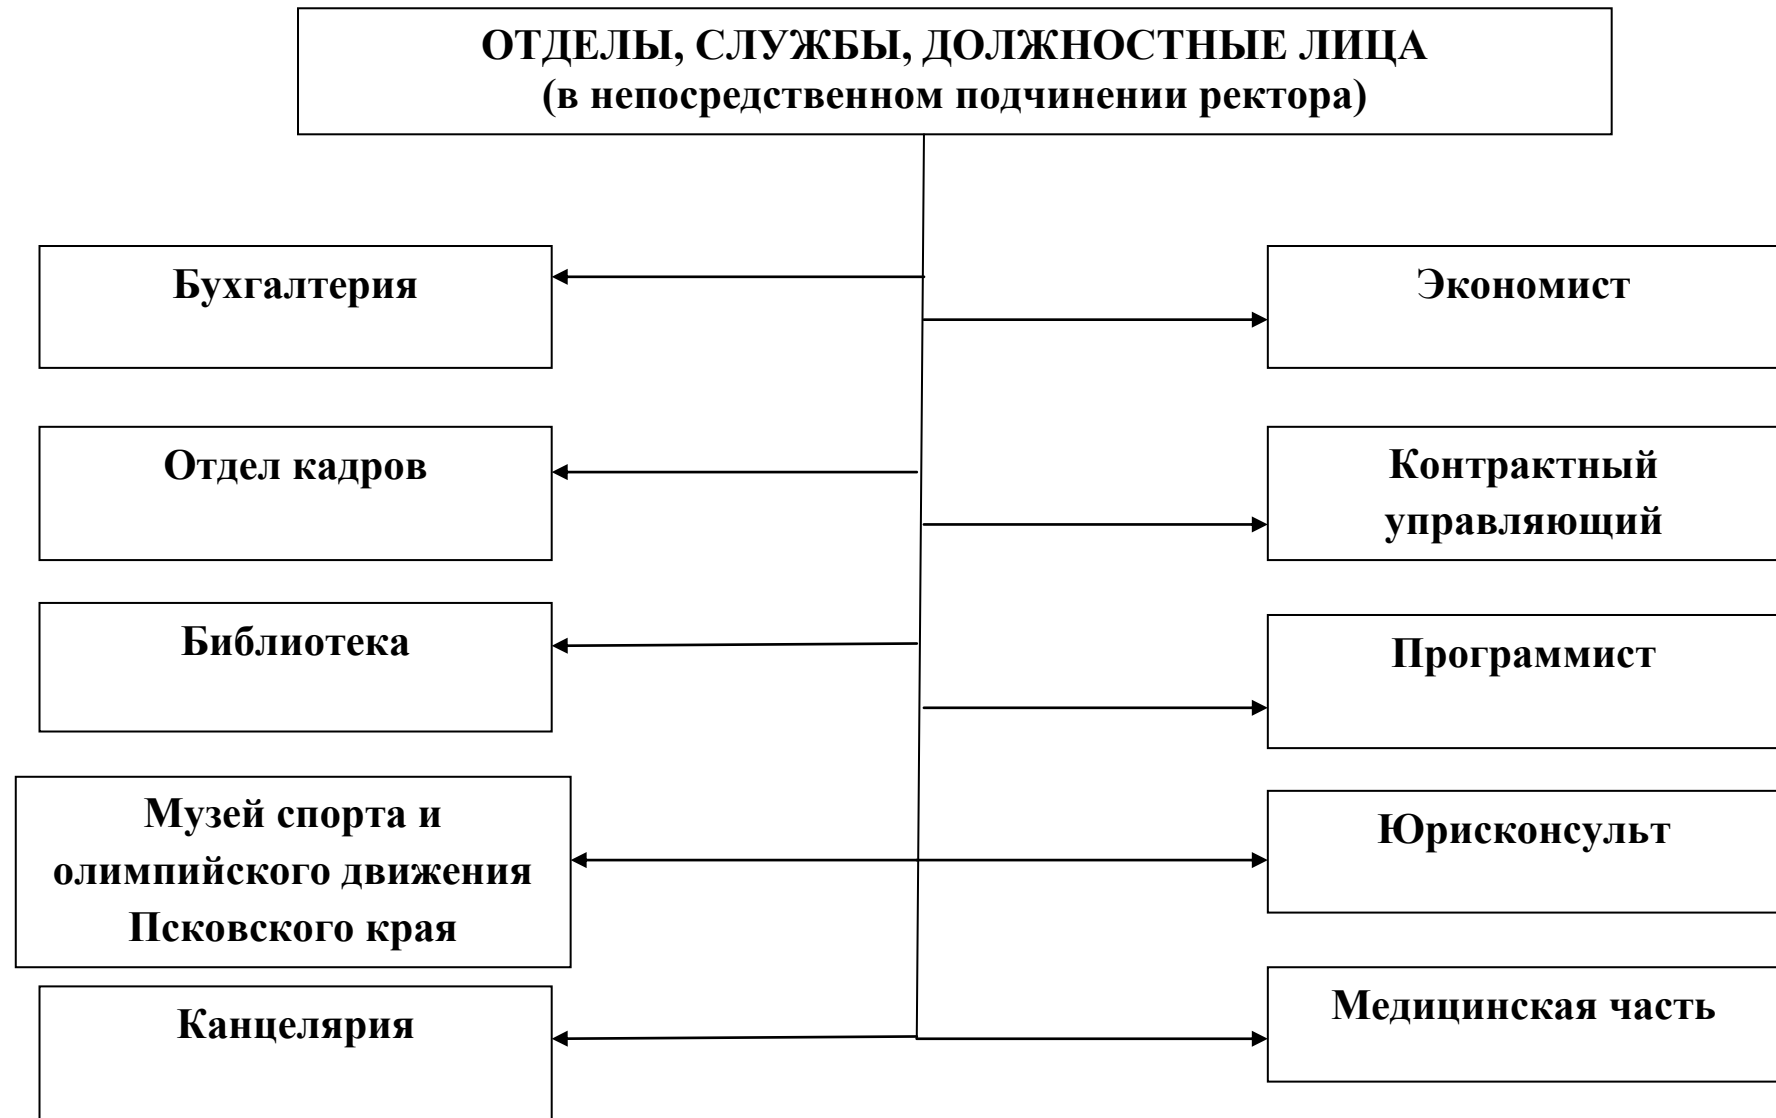 ОТДЕЛЫ, СЛУЖБЫ, ДОЛЖНОСТНЫЕ ЛИЦА
(в непосредственном подчинении ректора)
Бухгалтерия
Экономист
Отдел кадров
Контрактный
управляющий
Библиотека
Программист
Музей спорта и
олимпийского движения
Псковского края
Юрисконсульт
Канцелярия
Медицинская часть